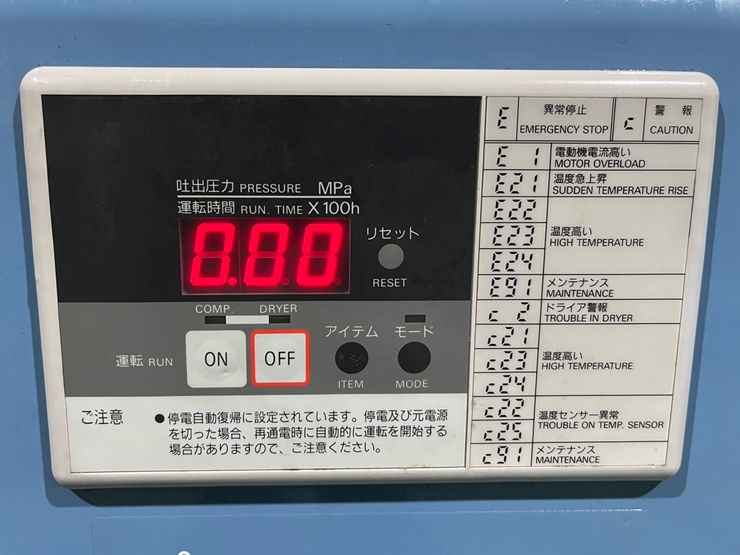 吐出圧力 PRESSURE MPa
運転時間 RUN. TIME X 100h
0.00
リセット
RESET
COMP. DRYER
運転 RUN
ON
OFF
アイテム
ITEM
モード
MODE
ご注意
●停電自動復帰に設定されています。停電及び元電源
を切った場合、再通電時に自動的に運転を開始する
場合がありますので、ご注意ください。
E 異常停止 EMERGENCY STOP
c 警報 CAUTION
E 1 電動機電流高い MOTOR OVERLOAD
E21 温度急上昇 SUDDEN TEMPERATURE RISE
E22
E23 温度高い HIGH TEMPERATURE
E24
E91 メンテナンス MAINTENANCE
c 2 ドライア警報 TROUBLE IN DRYER
c21
c23 温度高い HIGH TEMPERATURE
c24
c22 温度センサー異常 TROUBLE ON TEMP. SENSOR
c25
c91 メンテナンス MAINTENANCE